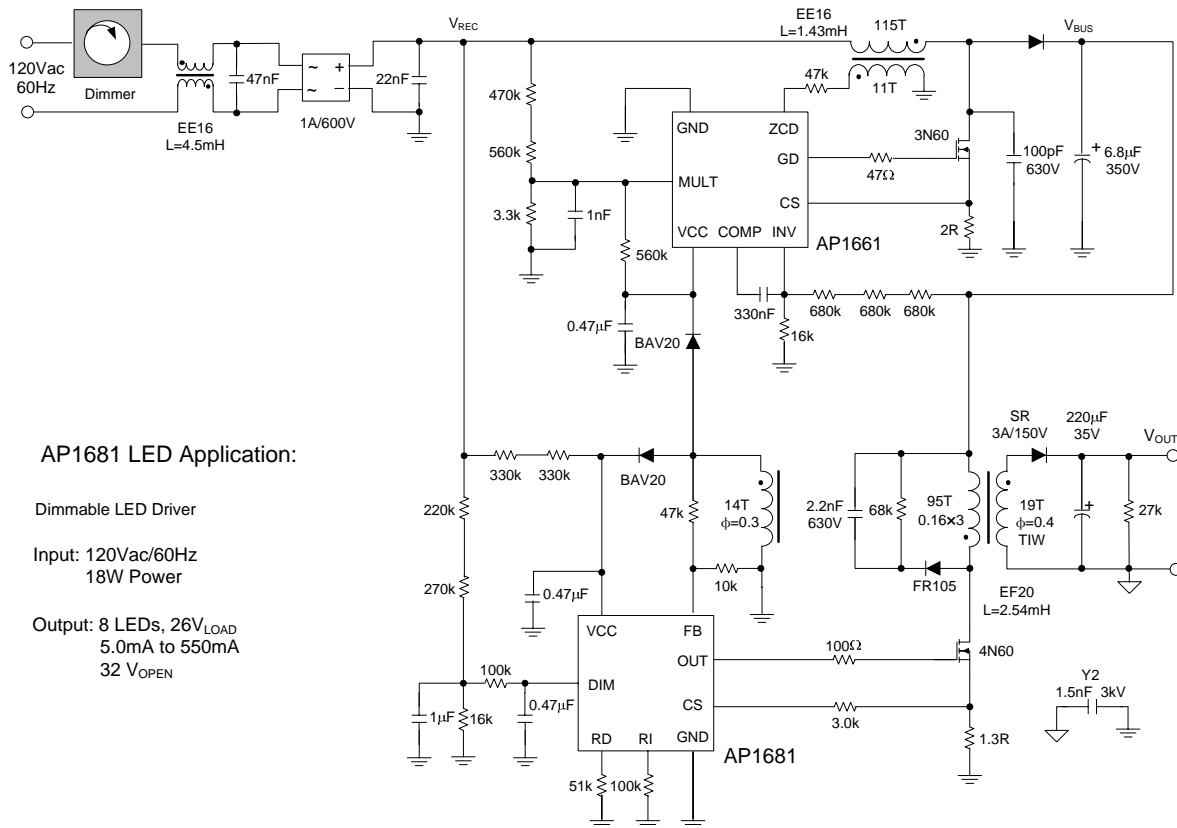 EE16
L=1.43mH
115T
11T
VREC
VBUS
120Vac
60Hz
Dimmer
EE16
L=4.5mH
47nF
~ +
~ −
1A/600V
22nF
470k
560k
3.3k
1nF
560k
0.47µF
47k
GND
ZCD
GD
MULT
CS
VCC
COMP
INV
AP1661
47Ω
3N60
2R
100pF
630V
+
6.8µF
350V
330nF
680k
680k
680k
16k
BAV20
AP1681 LED Application:
Dimmable LED Driver
Input: 120Vac/60Hz
18W Power
Output: 8 LEDs, 26VLOAD
5.0mA to 550mA
32 VOPEN
330k
330k
BAV20
220k
270k
47k
14T
ϕ=0.3
10k
0.47µF
2.2nF
630V
68k
95T
0.16×3
FR105
19T
ϕ=0.4
TIW
EF20
L=2.54mH
SR
3A/150V
220µF
35V
+
27k
VOUT
VCC
FB
OUT
DIM
CS
RD
RI
GND
AP1681
100k
1µF
16k
0.47µF
51k
100k
100Ω
3.0k
4N60
1.3R
Y2
1.5nF
3kV